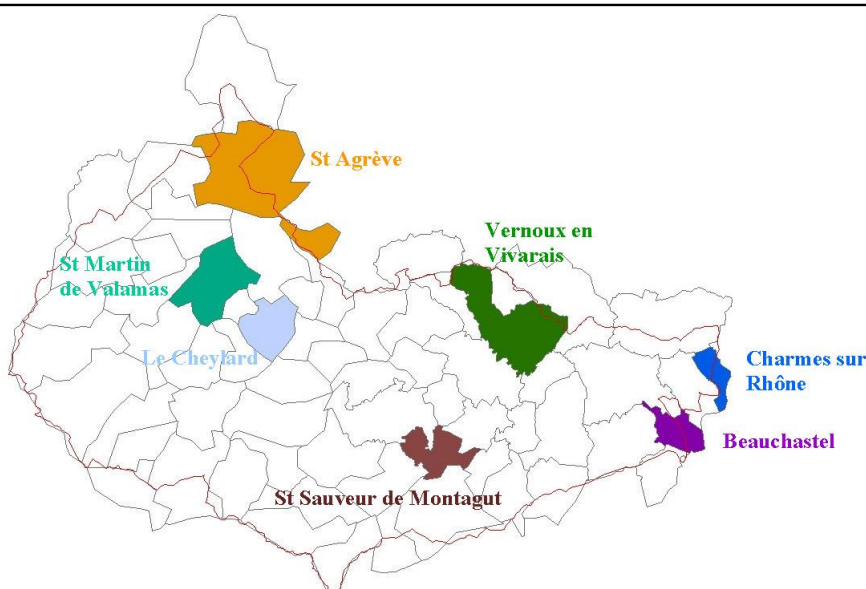 St Agrève
Vernoux en
Vivarais
St Martin
de Valamas
Le Cheylard
Charmes sur
Rhône
Beauchastel
St Sauveur de Montagut